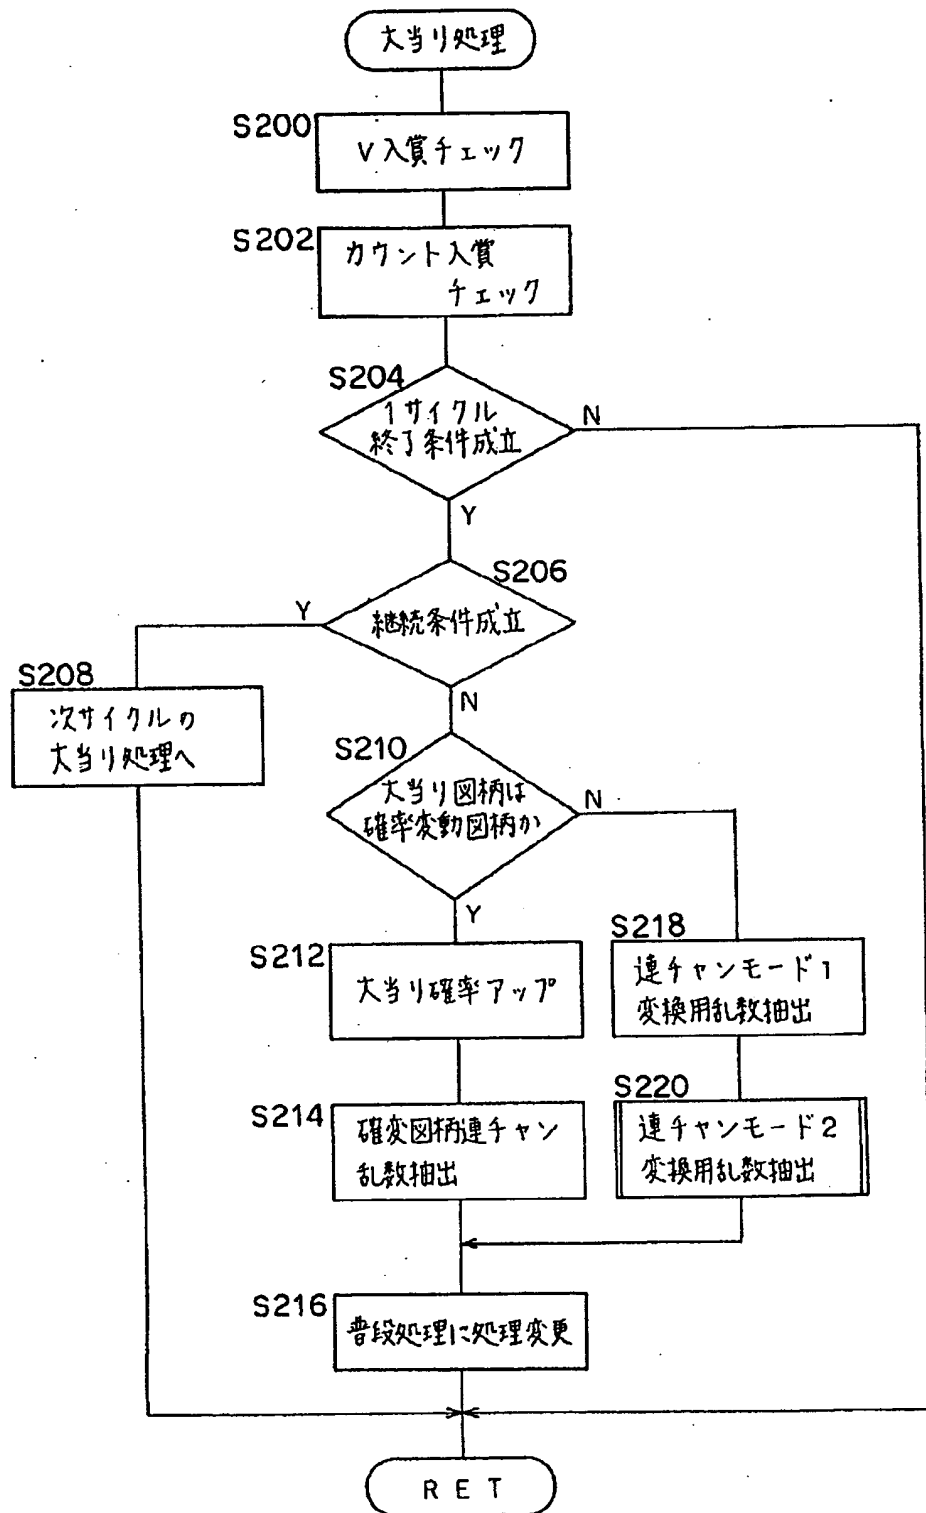 大当り処理
S200
V入賞チェック
S202
カウント入賞
チェック
S204
1サイクル
終了条件成立
N
Y
S206
継続条件成立
Y
N
S208
次サイクルの
大当り処理へ
S210
大当り図柄は
確率変動図柄か
N
Y
S212
大当り確率アップ
S218
連チャンモード1
変換用乱数抽出
S214
確変図柄連チャン
乱数抽出
S220
連チャンモード2
変換用乱数抽出
S216
普段処理に処理変更
RET